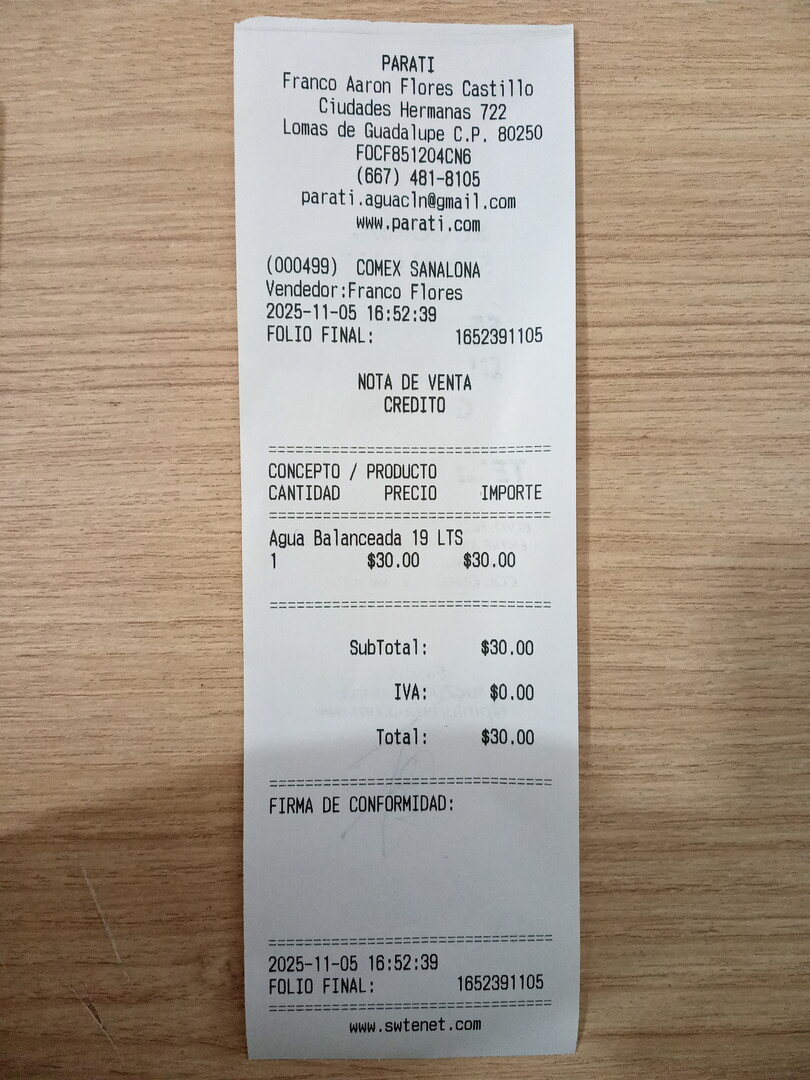 PARATI
Franco Aaron Flores Castillo
Ciudades Hermanas 722
Lomas de Guadalupe C.P. 80250
FOCF851204CN6
(667) 481-8105
parati.aguacln@gmail.com
www.parati.com
(000499) COMEX SANALONA
Vendedor:Franco Flores
2025-11-05 16:52:39
FOLIO FINAL: 1652391105
NOTA DE VENTA
CREDITO
==================================
CONCEPTO / PRODUCTO
CANTIDAD PRECIO IMPORTE
==================================
Agua Balanceada 19 LTS
1 $30.00 $30.00
==================================
SubTotal: $30.00
IVA: $0.00
Total: $30.00
==================================
FIRMA DE CONFORMIDAD:
==================================
2025-11-05 16:52:39
FOLIO FINAL: 1652391105
==================================
www.swtenet.com